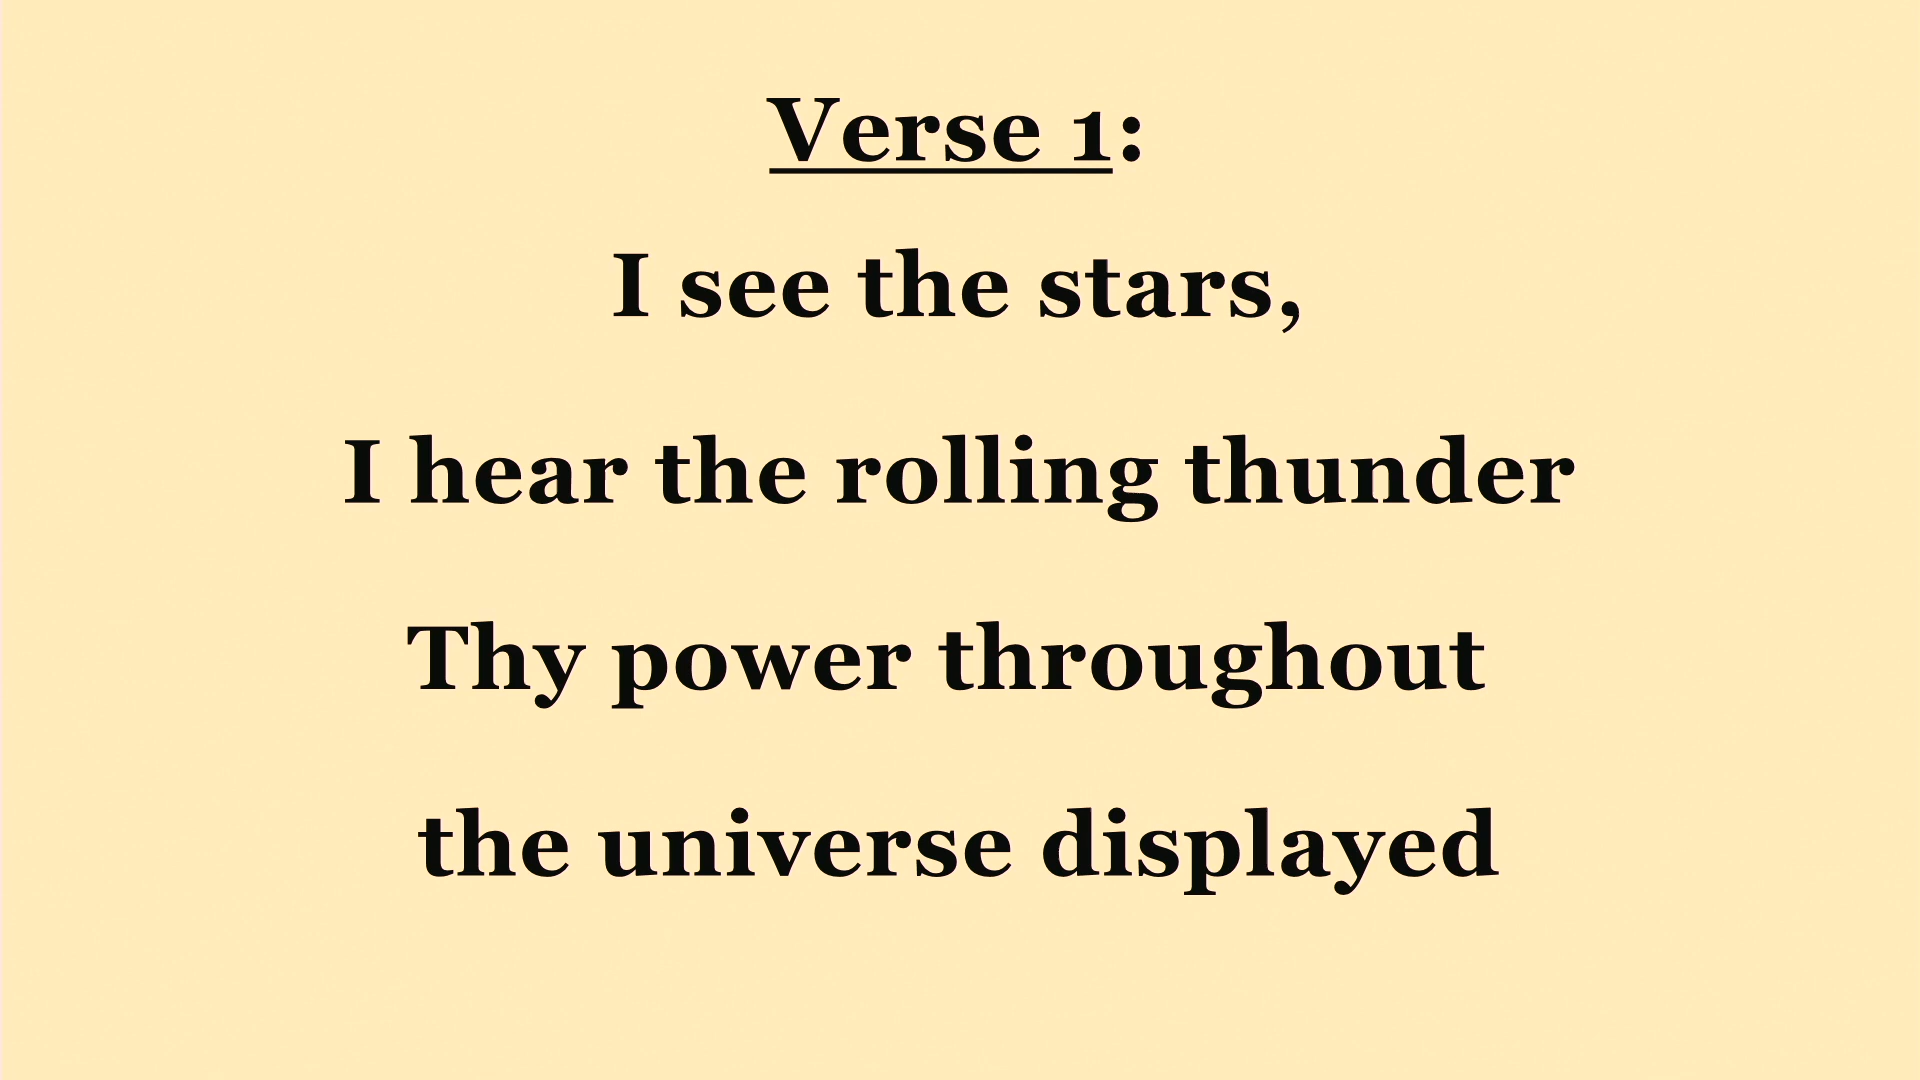 Verse 1:
I see the stars,
I hear the rolling thunder
Thy power throughout
the universe displayed